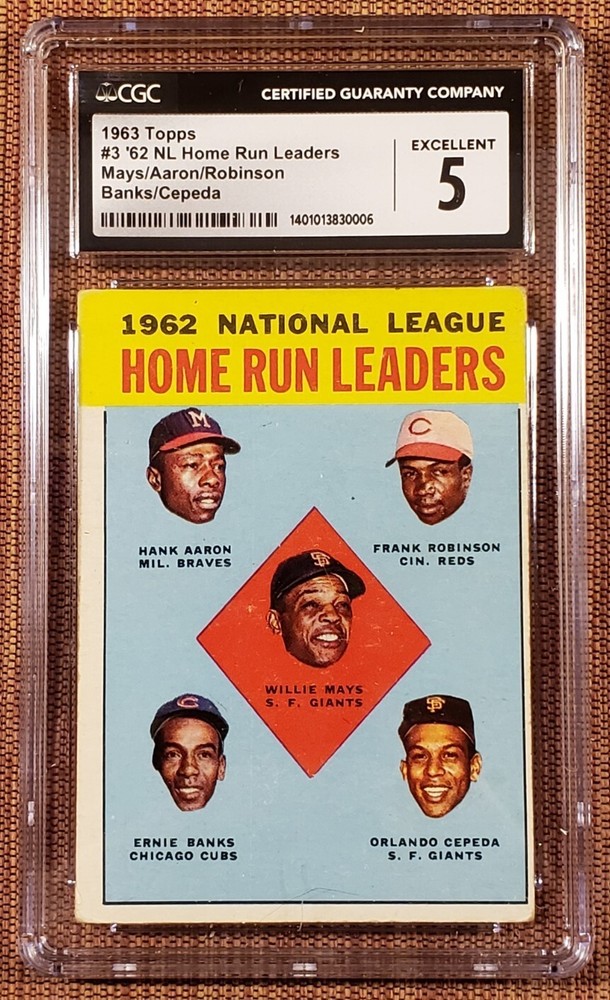 CGC CERTIFIED GUARANTY COMPANY
1963 Topps
#3 '62 NL Home Run Leaders
Mays/Aaron/Robinson
Banks/Cepeda
1401013830006
EXCELLENT
5
1962 NATIONAL LEAGUE
HOME RUN LEADERS
M
C
HANK AARON
MIL. BRAVES
FRANK ROBINSON
CIN. REDS
SF
WILLIE MAYS
S. F. GIANTS
C
SF
ERNIE BANKS
CHICAGO CUBS
ORLANDO CEPEDA
S. F. GIANTS